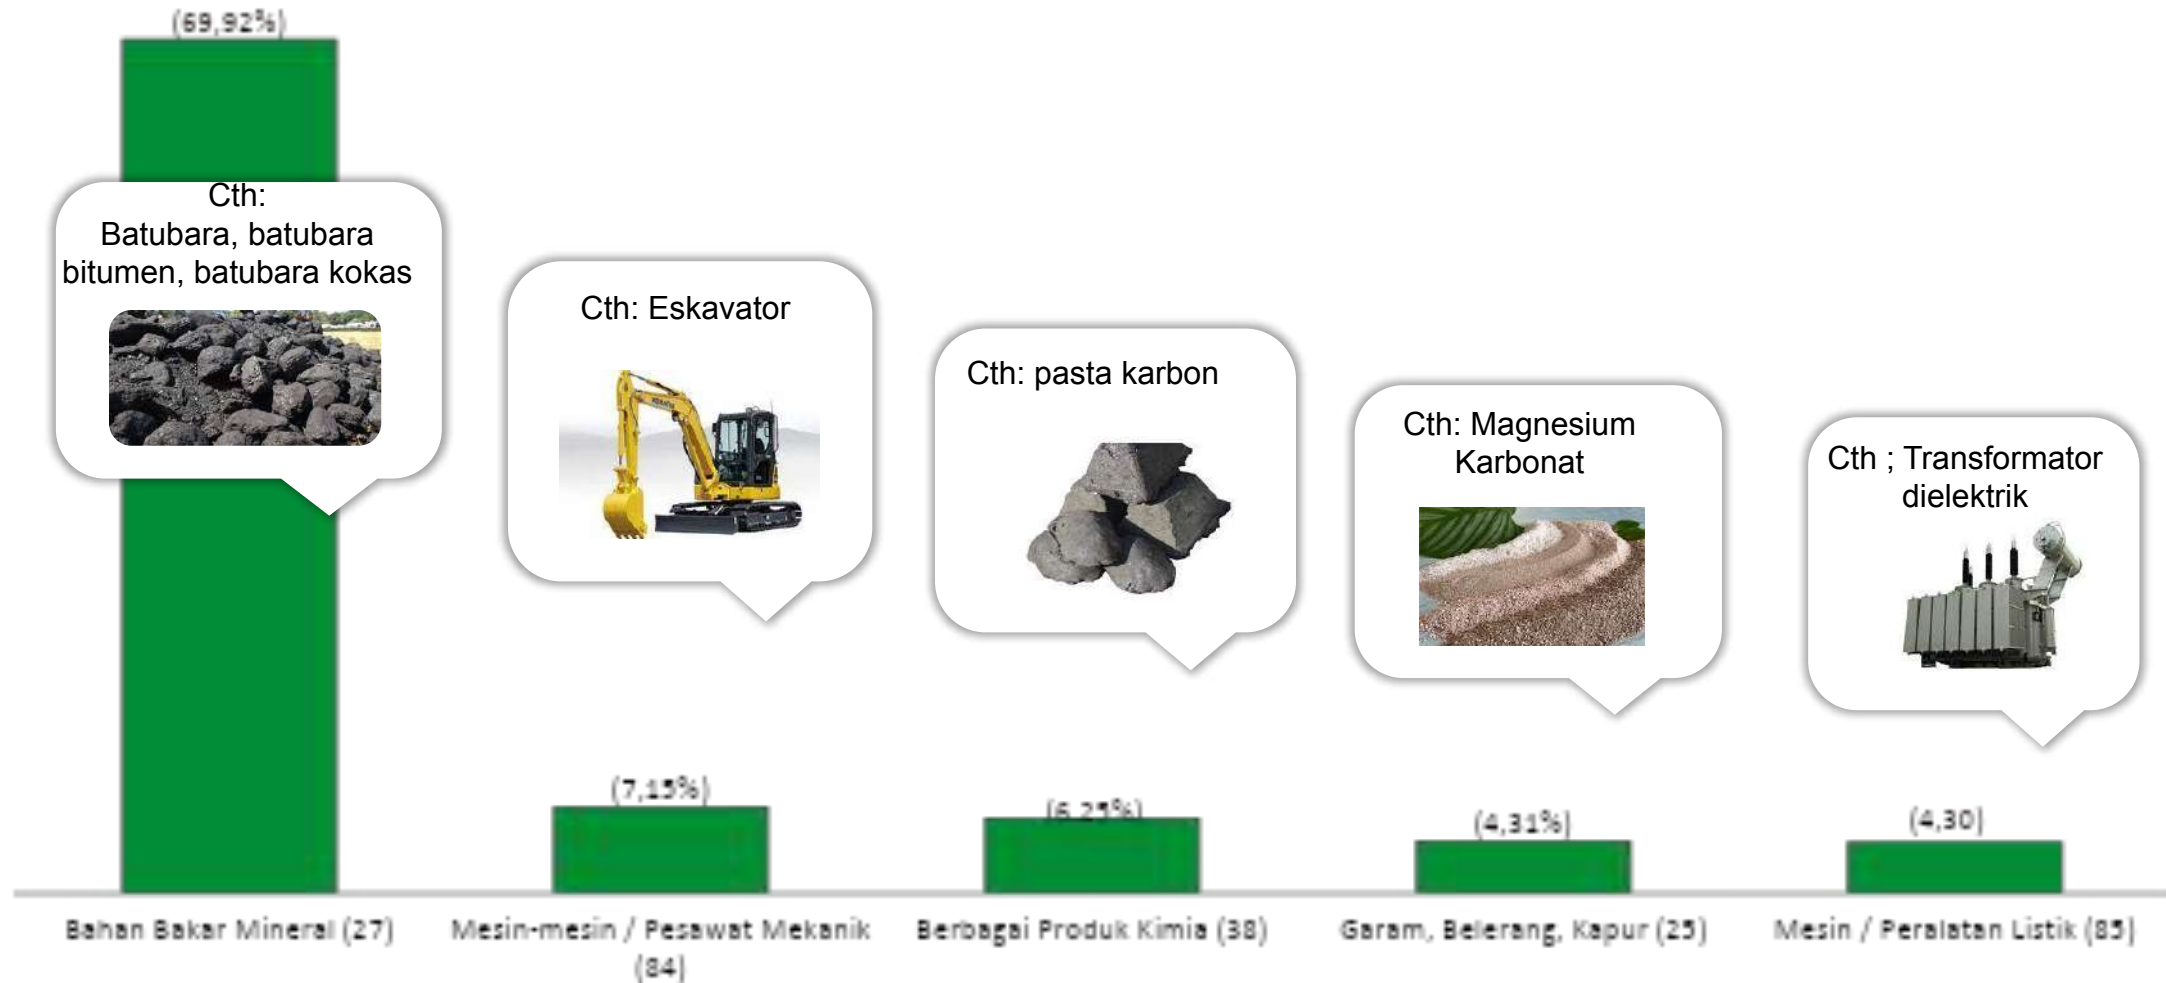 (69,92%)
Cth:
Batubara, batubara
bitumen, batubara kokas
Cth: Eskavator
Cth: pasta karbon
Cth: Magnesium
Karbonat
Cth ; Transformator
dielektrik
(7,15%)
(6,25%)
(4,31%)
(4,30)
Bahan Bakar Mineral (27)
Mesin-mesin / Pesawat Mekanik
(84)
Berbagai Produk Kimia (38)
Garam, Belerang, Kapur (25)
Mesin / Peralatan Listik (85)